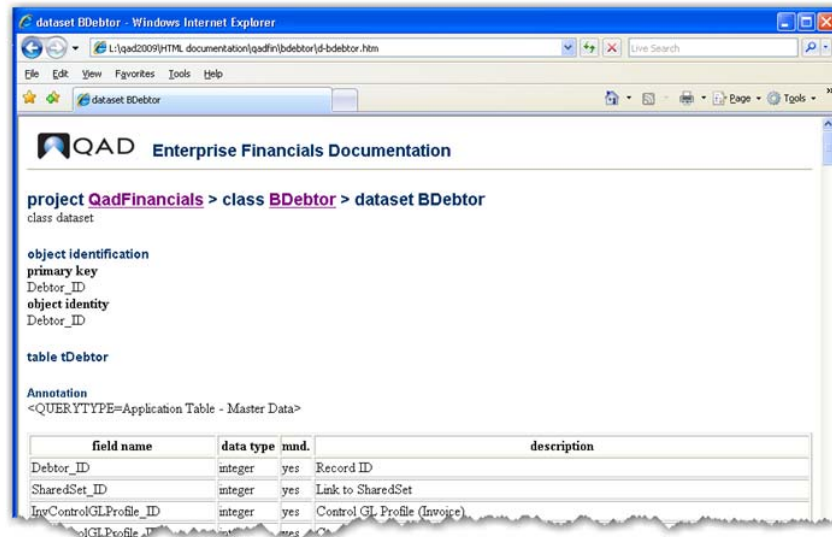 dataset BDebtor - Windows Internet Explorer
L:\qad2009\HTML documentation\qadfin\bdebtor\d-bdebtor.htm
Live Search
File Edit View Favorites Tools Help
dataset BDebtor
Page Tools
QAD Enterprise Financials Documentation
project QadFinancials > class BDebtor > dataset BDebtor
class dataset
object identification
primary key
Debtor_ID
object identity
Debtor_ID
table tDebtor
Annotation
<QUERYTYPE=Application Table - Master Data>
field name data type mnd. description
Debtor_ID integer yes Record ID
SharedSet_ID integer yes Link to SharedSet
InvControlGLProfile_ID integer yes Control GL Profile (Invoice)